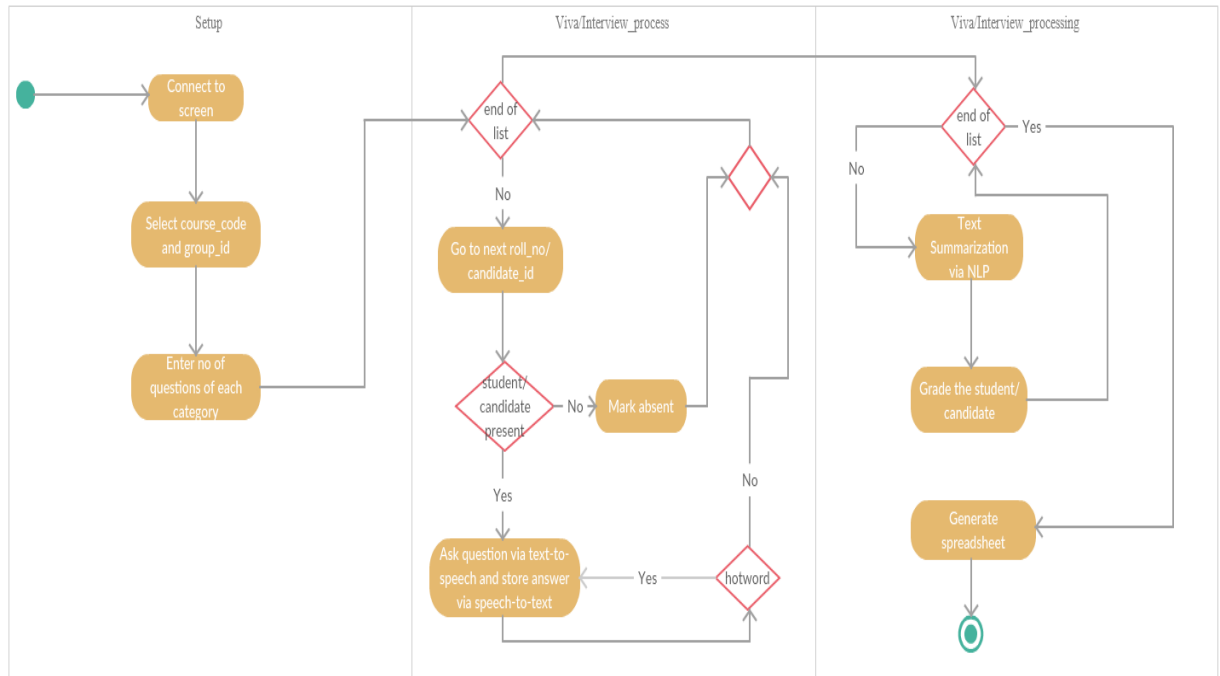 Setup
Connect to
screen
Select course_code
and group_id
Enter no of
questions of each
category
Viva/Interview_process
end of
list
No
Go to next roll_no/
candidate_id
student/
candidate
present
No
Mark absent
Yes
Ask question via text-to-
speech and store answer
via speech-to-text
Yes
hotword
No
Viva/Interview_processing
end of
list
Yes
No
Text
Summarization
via NLP
Grade the student/
candidate
Generate
spreadsheet